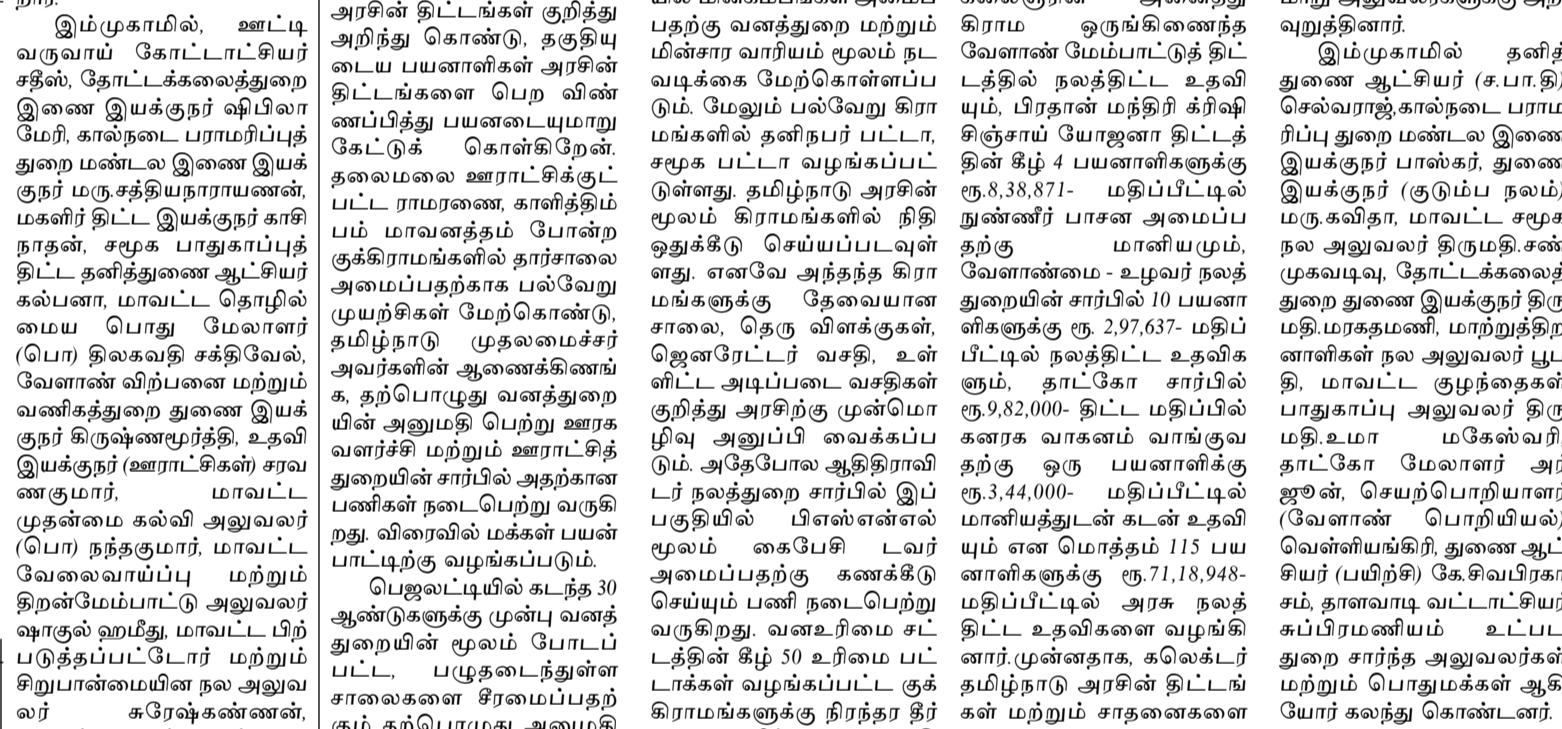 இம்முகாமில், ஊட்டி
வருவாய் கோட்டாட்சியர்
சதீஸ், தோட்டக்கலைத்துறை
இணை இயக்குநர் ஷிபிலா
மேரி, கால்நடை பராமரிப்புத்
துறை மண்டல இணை இயக்
குநர் மரு.சத்தியநாராயணன்,
மகளிர் திட்ட இயக்குநர் காசி
நாதன், சமூக பாதுகாப்புத்
திட்ட தனித்துணை ஆட்சியர்
கல்பனா, மாவட்ட தொழில்
மைய பொது மேலாளர்
(பொ) திலகவதி சக்திவேல்,
வேளாண் விற்பனை மற்றும்
வணிகத்துறை துணை இயக்
குநர் கிருஷ்ணமூர்த்தி, உதவி
இயக்குநர் (ஊராட்சிகள்) சரவ
ணகுமார், மாவட்ட
முதன்மை கல்வி அலுவலர்
(பொ) நந்தகுமார், மாவட்ட
வேலைவாய்ப்பு மற்றும்
திறன்மேம்பாட்டு அலுவலர்
ஷாகுல் ஹமீது, மாவட்ட பிற்
படுத்தப்பட்டோர் மற்றும்
சிறுபான்மையின நல அலுவ
லர் சுரேஷ்கண்ணன்,
அரசின் திட்டங்கள் குறித்து
அறிந்து கொண்டு, தகுதியு
டைய பயனாளிகள் அரசின்
திட்டங்களை பெற விண்
ணப்பித்து பயனடையுமாறு
கேட்டுக் கொள்கிறேன்.
தலைமலை ஊராட்சிக்குட்
பட்ட ராமரணை, காளித்திம்
பம் மாவனத்தம் போன்ற
குக்கிராமங்களில் தார்சாலை
அமைப்பதற்காக பல்வேறு
முயற்சிகள் மேற்கொண்டு,
தமிழ்நாடு முதலமைச்சர்
அவர்களின் ஆணைக்கிணங்
க, தற்பொழுது வனத்துறை
யின் அனுமதி பெற்று ஊரக
வளர்ச்சி மற்றும் ஊராட்சித்
துறையின் சார்பில் அதற்கான
பணிகள் நடைபெற்று வருகி
றது. விரைவில் மக்கள் பயன்
பாட்டிற்கு வழங்கப்படும்.
பெஜலட்டியில் கடந்த 30
ஆண்டுகளுக்கு முன்பு வனத்
துறையின் மூலம் போடப்
பட்ட, பழுதடைந்துள்ள
சாலைகளை சீரமைப்பதற்
கும் தற்பொழுது அனுமதி
பதற்கு வனத்துறை மற்றும்
மின்சார வாரியம் மூலம் நட
வடிக்கை மேற்கொள்ளப்ப
டும். மேலும் பல்வேறு கிரா
மங்களில் தனிநபர் பட்டா,
சமூக பட்டா வழங்கப்பட்
டுள்ளது. தமிழ்நாடு அரசின்
மூலம் கிராமங்களில் நிதி
ஒதுக்கீடு செய்யப்படவுள்
ளது. எனவே அந்தந்த கிரா
மங்களுக்கு தேவையான
சாலை, தெரு விளக்குகள்,
ஜெனரேட்டர் வசதி, உள்
ளிட்ட அடிப்படை வசதிகள்
குறித்து அரசிற்கு முன்மொ
ழிவு அனுப்பி வைக்கப்ப
டும். அதேபோல ஆதிதிராவி
டர் நலத்துறை சார்பில் இப்
பகுதியில் பிஎஸ்என்எல்
மூலம் கைபேசி டவர்
அமைப்பதற்கு கணக்கீடு
செய்யும் பணி நடைபெற்று
வருகிறது. வனஉரிமை சட்
டத்தின் கீழ் 50 உரிமை பட்
டாக்கள் வழங்கப்பட்ட குக்
கிராமங்களுக்கு நிரந்தர தீர்
கிராம ஒருங்கிணைந்த
வேளாண் மேம்பாட்டுத் திட்
டத்தில் நலத்திட்ட உதவி
யும், பிரதான் மந்திரி க்ரிஷி
சிஞ்சாய் யோஜனா திட்டத்
தின் கீழ் 4 பயனாளிகளுக்கு
ரூ.8,38,871- மதிப்பீட்டில்
நுண்ணீர் பாசன அமைப்ப
தற்கு மானியமும்,
வேளாண்மை - உழவர் நலத்
துறையின் சார்பில் 10 பயனா
ளிகளுக்கு ரூ. 2,97,637- மதிப்
பீட்டில் நலத்திட்ட உதவிக
ளும், தாட்கோ சார்பில்
ரூ.9,82,000- திட்ட மதிப்பில்
கனரக வாகனம் வாங்குவ
தற்கு ஒரு பயனாளிக்கு
ரூ.3,44,000- மதிப்பீட்டில்
மானியத்துடன் கடன் உதவி
யும் என மொத்தம் 115 பய
னாளிகளுக்கு ரூ.71,18,948-
மதிப்பீட்டில் அரசு நலத்
திட்ட உதவிகளை வழங்கி
னார்.முன்னதாக, கலெக்டர்
தமிழ்நாடு அரசின் திட்டங்
கள் மற்றும் சாதனைகளை
வுறுத்தினார்.
இம்முகாமில் தனித்
துணை ஆட்சியர் (ச.பா.தி)
செல்வராஜ்,கால்நடை பராம
ரிப்பு துறை மண்டல இணை
இயக்குநர் பாஸ்கர், துணை
இயக்குநர் (குடும்ப நலம்)
மரு.கவிதா, மாவட்ட சமூக
நல அலுவலர் திருமதி.சண்
முகவடிவு, தோட்டக்கலைத்
துறை துணை இயக்குநர் திரு
மதி.மரகதமணி, மாற்றுத்திற
னாளிகள் நல அலுவலர் பூப
தி, மாவட்ட குழந்தைகள்
பாதுகாப்பு அலுவலர் திரு
மதி.உமா மகேஸ்வரி,
தாட்கோ மேலாளர் அர்
ஜூன், செயற்பொறியாளர்
(வேளாண் பொறியியல்)
வெள்ளியங்கிரி, துணை ஆட்
சியர் (பயிற்சி) கே.சிவபிரகா
சம், தாளவாடி வட்டாட்சியர்
சுப்பிரமணியம் உட்பட
துறை சார்ந்த அலுவலர்கள்
மற்றும் பொதுமக்கள் ஆகி
யோர் கலந்து கொண்டனர்.